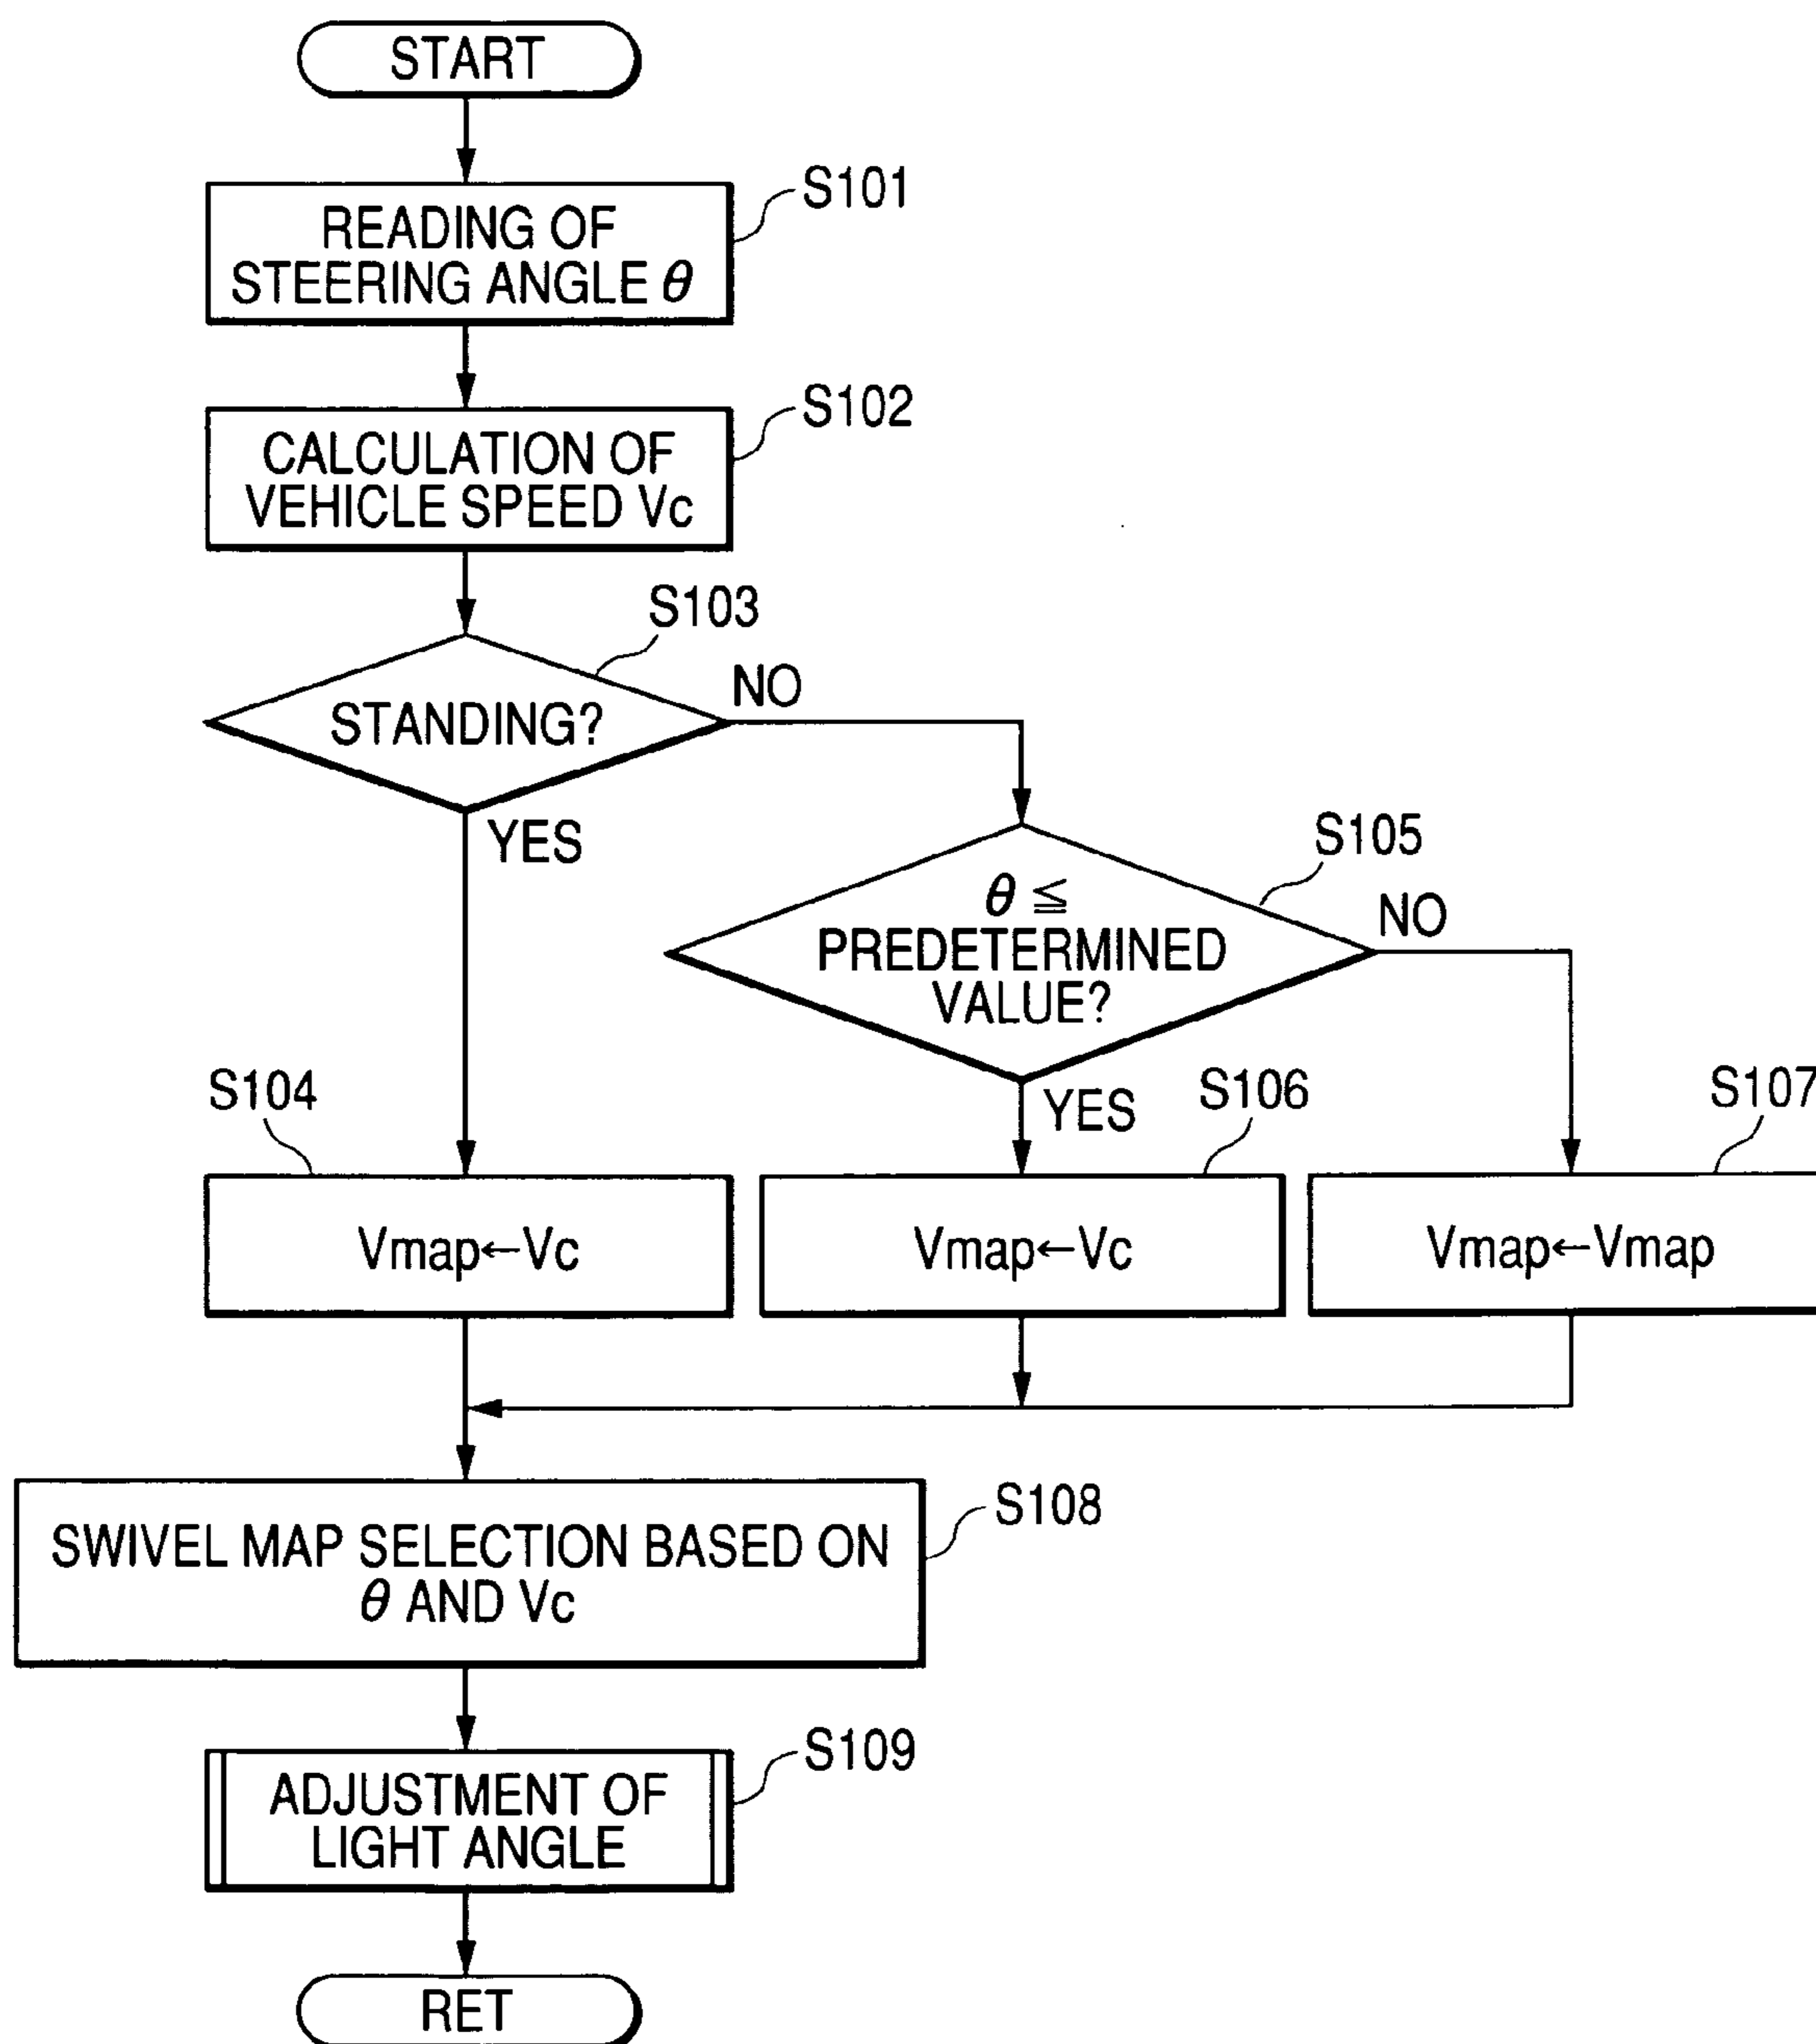 START
S101
READING OF
STEERING ANGLE θ
S102
CALCULATION OF
VEHICLE SPEED Vc
S103
STANDING?
NO
YES
S105
θ ≦
PREDETERMINED
VALUE?
NO
YES
S104
S106
S107
Vmap←Vc
Vmap←Vc
Vmap←Vmap
S108
SWIVEL MAP SELECTION BASED ON
θ AND Vc
S109
ADJUSTMENT OF
LIGHT ANGLE
RET